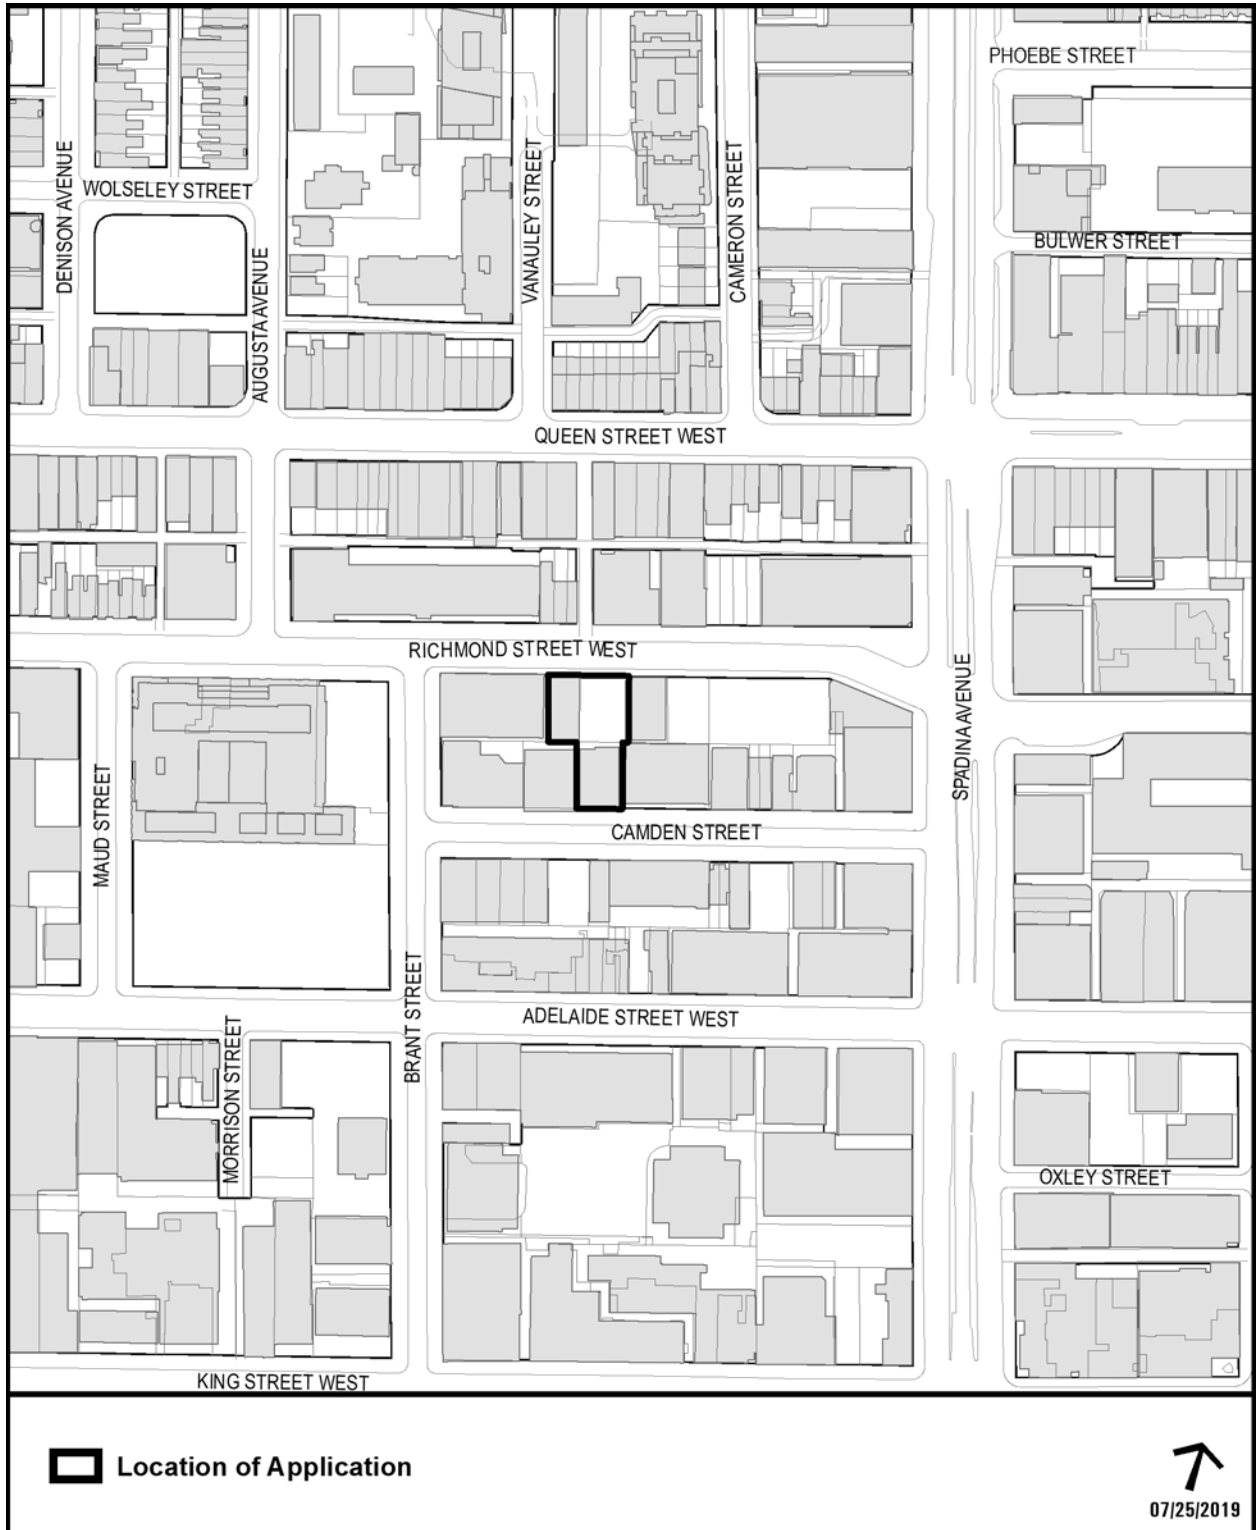 PHOEBE STREET
DENISON AVENUE
WOLSELEY STREET
VANAULEY STREET
CAMERON STREET
BULWER STREET
AUGUSTA AVENUE
QUEEN STREET WEST
RICHMOND STREET WEST
SPADINA AVENUE
MAUD STREET
CAMDEN STREET
BRANT STREET
ADELAIDE STREET WEST
MORRISON STREET
OXLEY STREET
KING STREET WEST
Location of Application
07/25/2019